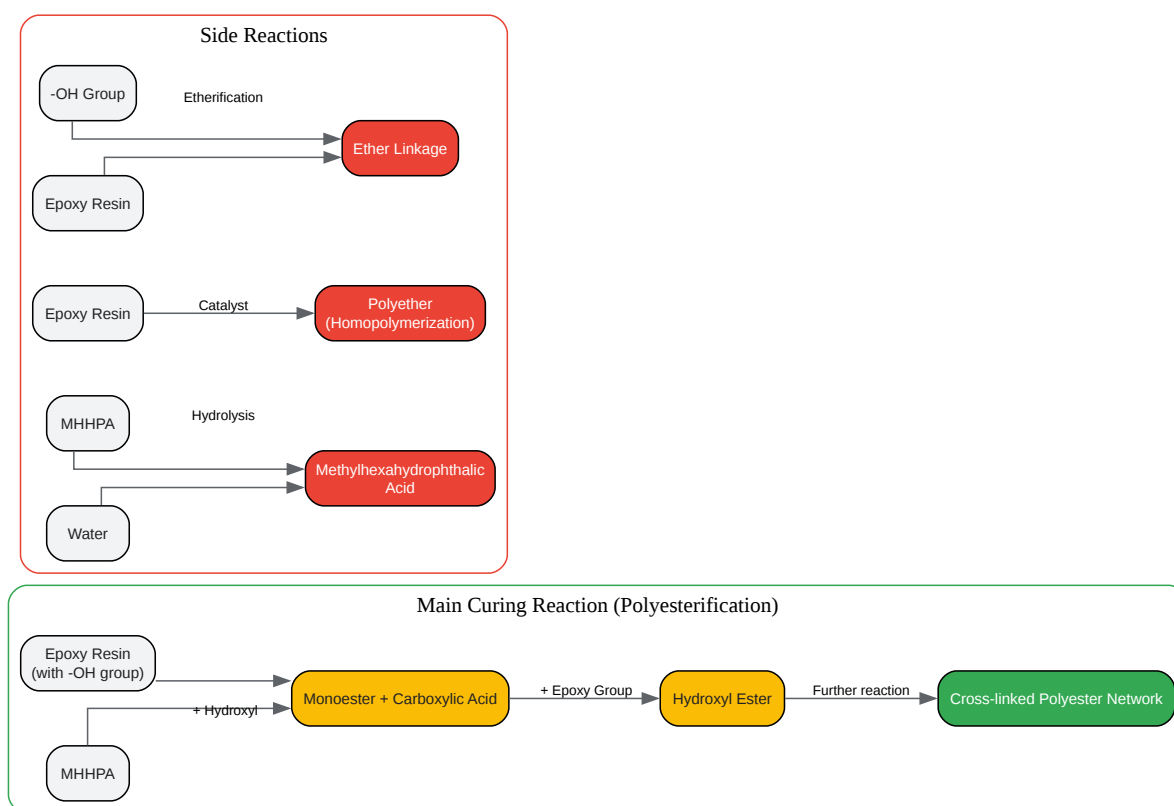 Side Reactions
-OH Group
Etherification
Ether Linkage
Epoxy Resin
Epoxy Resin
Catalyst
Polyether
(Homopolymerization)
MHHPA
Hydrolysis
Methylhexahydrophthalic
Acid
Water
Main Curing Reaction (Polyesterification)
Epoxy Resin
(with -OH group)
+ Hydroxyl
Monoester + Carboxylic Acid
+ Epoxy Group
Hydroxyl Ester
Further reaction
Cross-linked Polyester Network
MHHPA